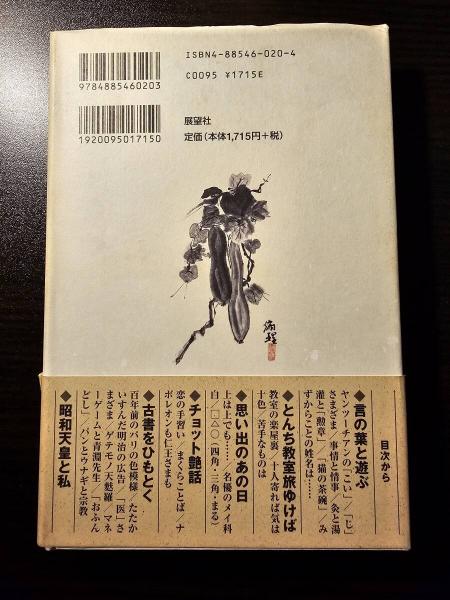 ISBN4-88546-020-4
C0095 ¥1715E
9784885460203
1920095017150
展望社
定価(本体1,715円+税)
目次から
◆言の葉と遊ぶ
ヤンツーチアンの「こい」/「じ」
さまざま/事情と情事/灸と湯
灌と「勲章」/「猫の茶碗」/み
ずからことの姓名は……
◆とんち教室旅ゆけば
教室の楽屋裏/十人寄れば気は
十色/苦手なものは
◆思い出のあの日
上は上でも……/名優のメイ科
白/□△○(四角・三角・まる)
◆チョット艶話
恋の手習い/まくらことば/ナ
ポレオンも仁王さまも
◆古書をひもとく
百年前のパリの色模様/たたか
いすんだ明治の広告/「医」さ
まざま/ゲテモノ天麩羅/マネ
ーゲームと青淵先生/「おふん
どし」/パンとウナギと宗教
◆昭和天皇と私